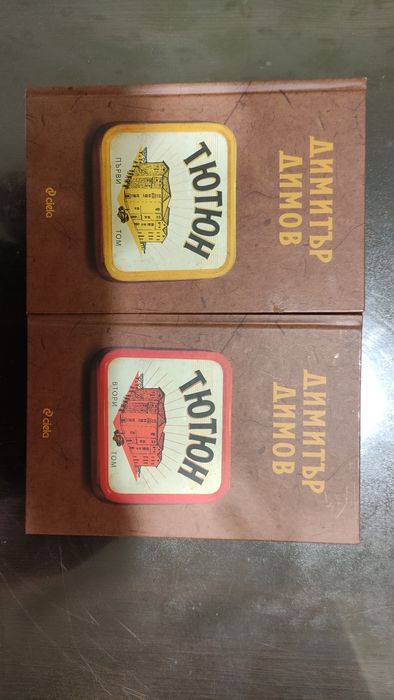 ДИМИТЪР
ДИМОВ
ТЮТЮН
ПЪРВИ ТОМ
ciela
ДИМИТЪР
ДИМОВ
ТЮТЮН
ВТОРИ ТОМ
ciela